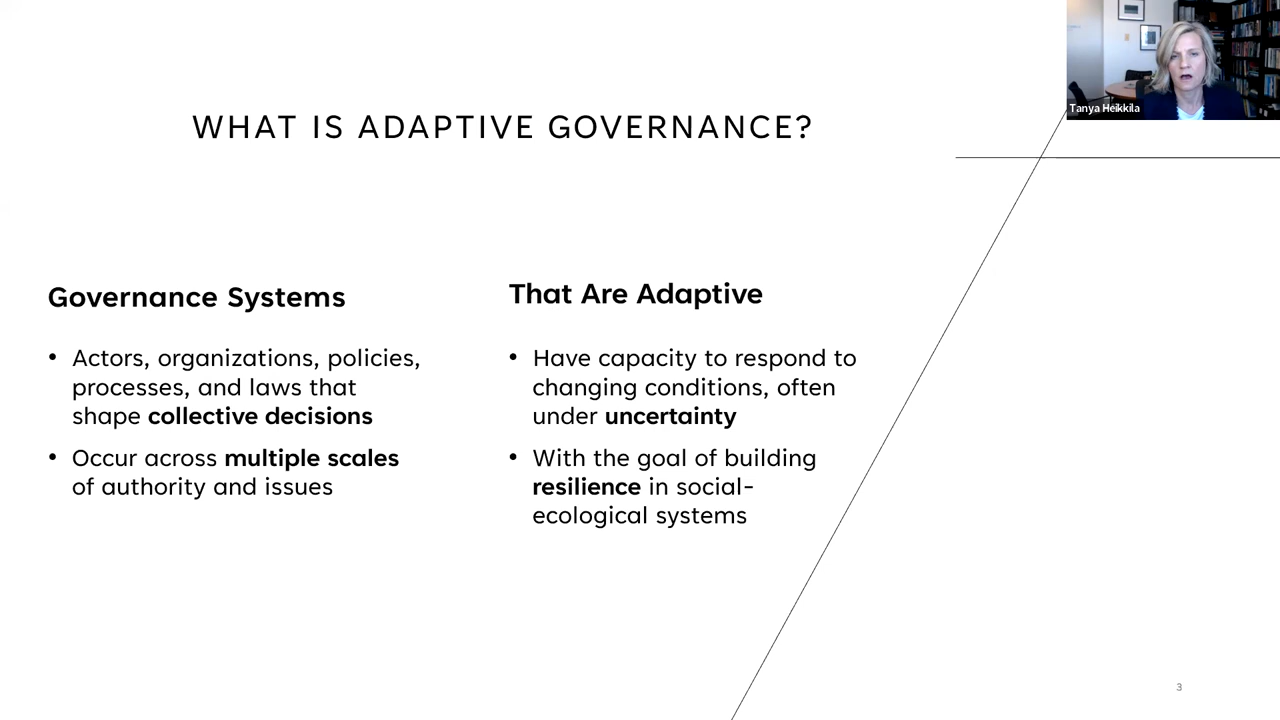 Tanya Heikkila
WHAT IS ADAPTIVE GOVERNANCE?
Governance Systems
• Actors, organizations, policies,
processes, and laws that
shape collective decisions
• Occur across multiple scales
of authority and issues
That Are Adaptive
• Have capacity to respond to
changing conditions, often
under uncertainty
• With the goal of building
resilience in social-
ecological systems
3